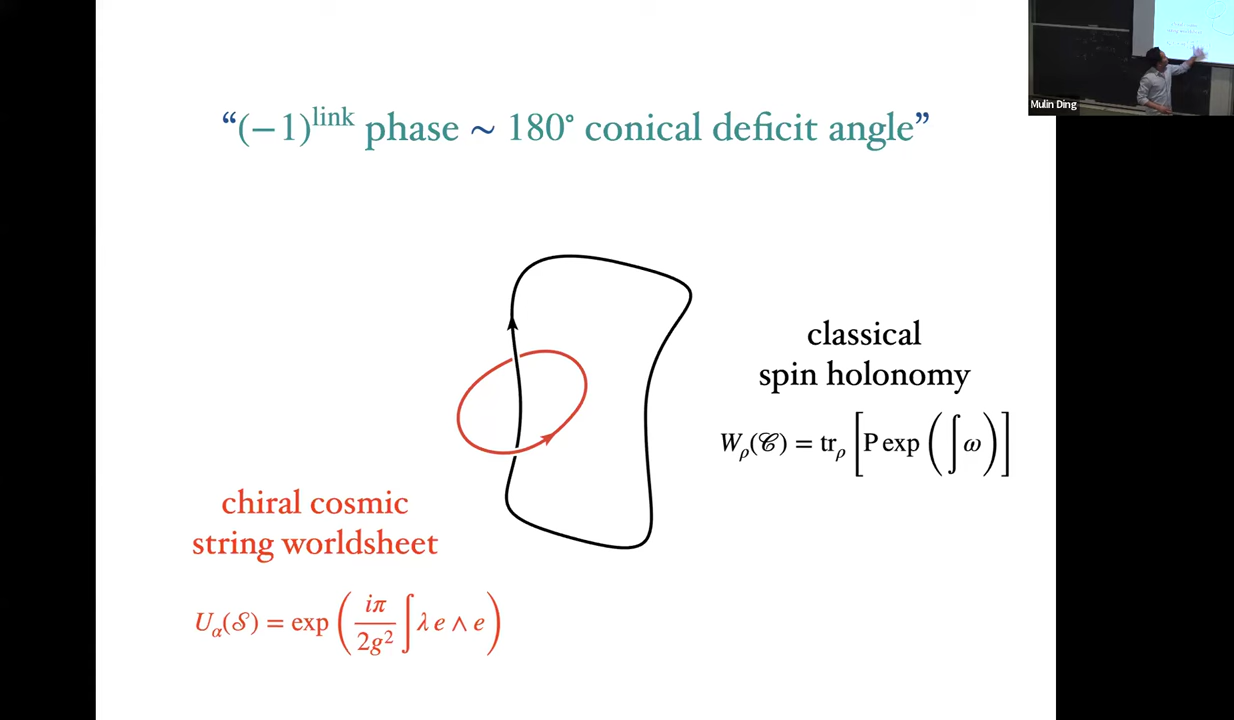 “(−1)^link phase ~ 180° conical deficit angle”
classical
spin holonomy
W_ρ(𝒞) = tr_ρ [P exp (∫ω)]
chiral cosmic
string worldsheet
U_α(𝒮) = exp (iπ/2g² ∫ λ e ∧ e)
Mulin Ding